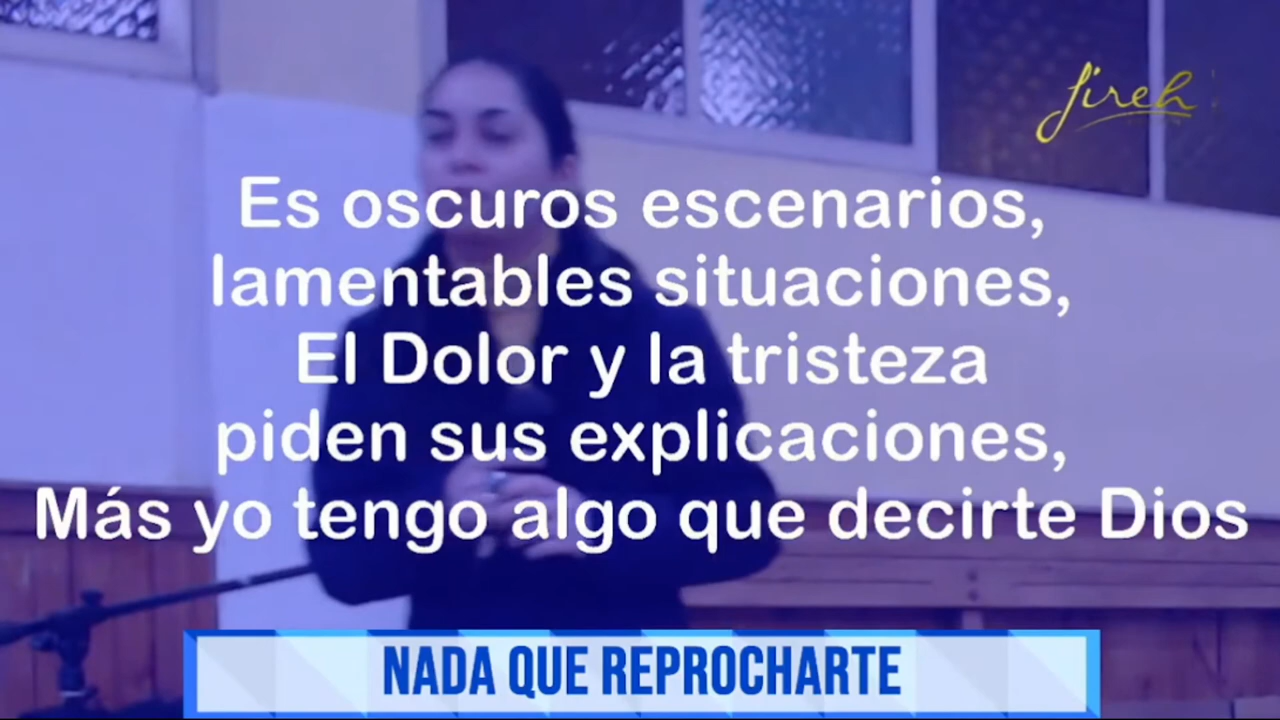 Jireh
Es oscuros escenarios,
lamentables situaciones,
El Dolor y la tristeza
piden sus explicaciones,
Más yo tengo algo que decirte Dios
NADA QUE REPROCHARTE